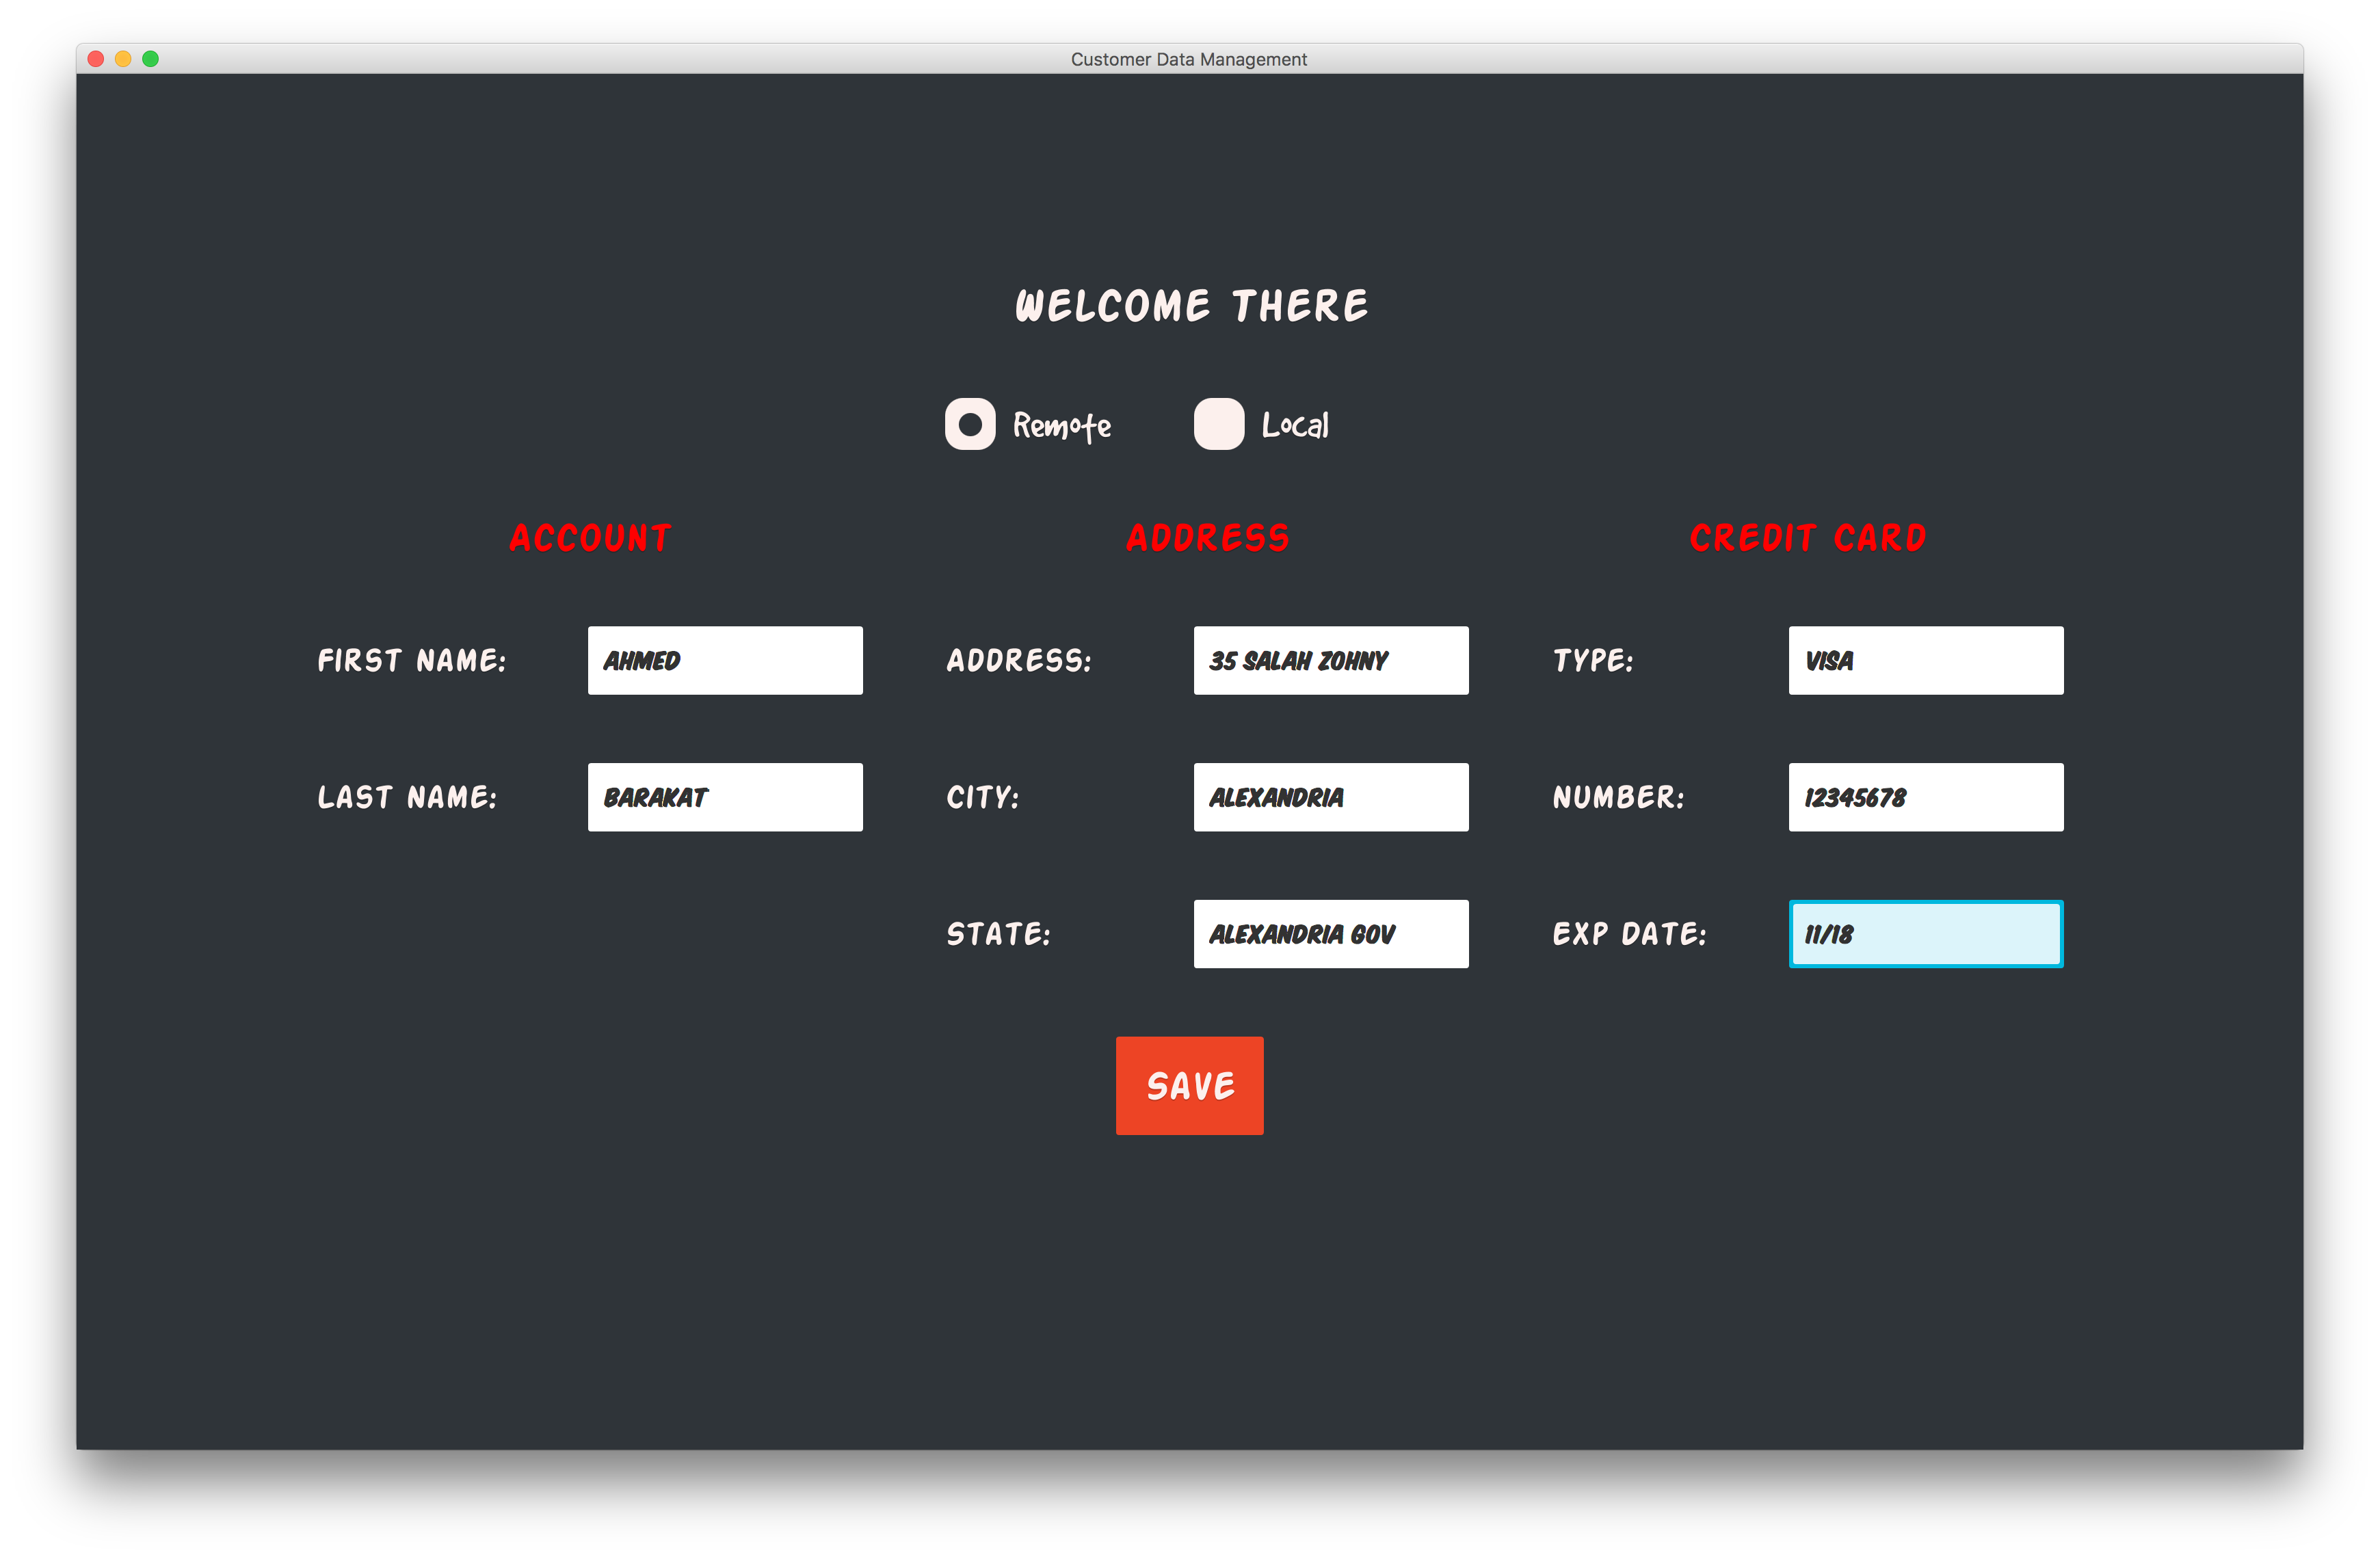 Customer Data Management
WELCOME THERE
Remote Local
ACCOUNT ADDRESS CREDIT CARD
FIRST NAME: AHMED ADDRESS: 35 SALAH ZOHNY TYPE: VISA
LAST NAME: BARAKAT CITY: ALEXANDRIA NUMBER: 12345678
STATE: ALEXANDRIA GOV EXP DATE: 11/18
SAVE